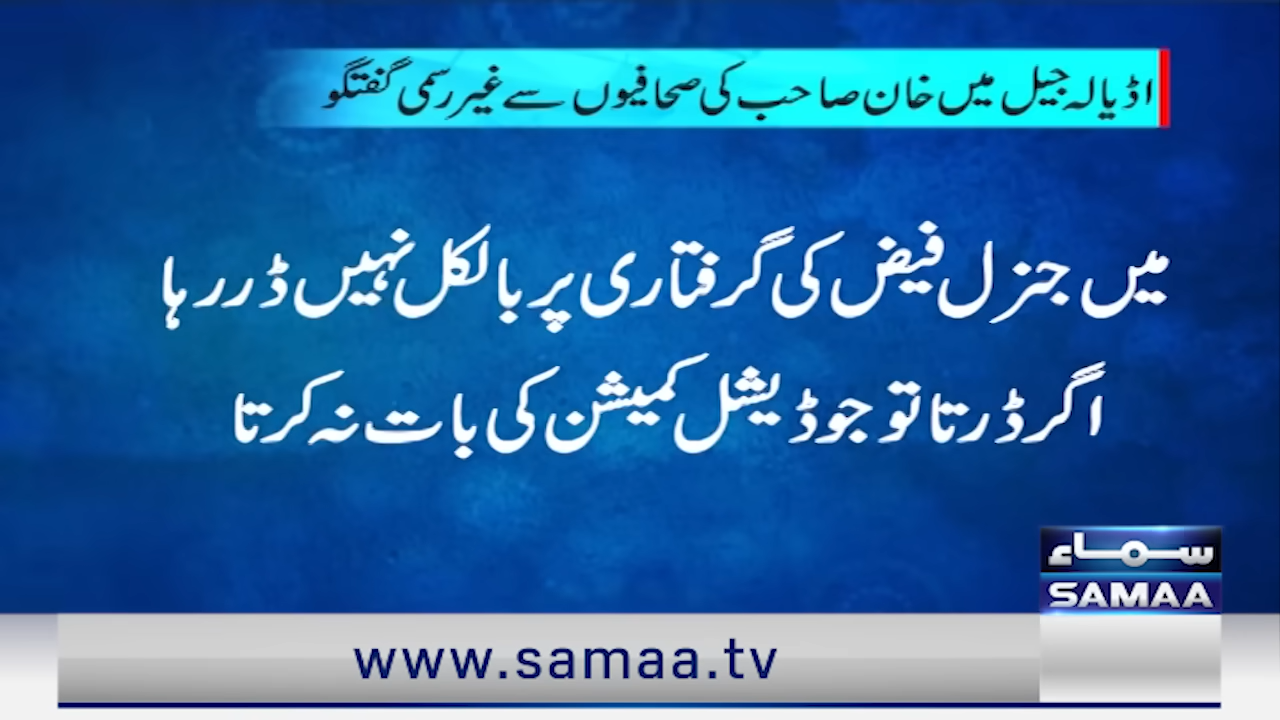 اڈیالہ جیل میں خان صاحب کی صحافیوں سے غیر رسمی گفتگو
میں جنرل فیض کی گرفتاری پر بالکل نہیں ڈر رہا
اگر ڈرتا تو جوڈیشل کمیشن کی بات نہ کرتا
سماء
SAMAA
www.samaa.tv